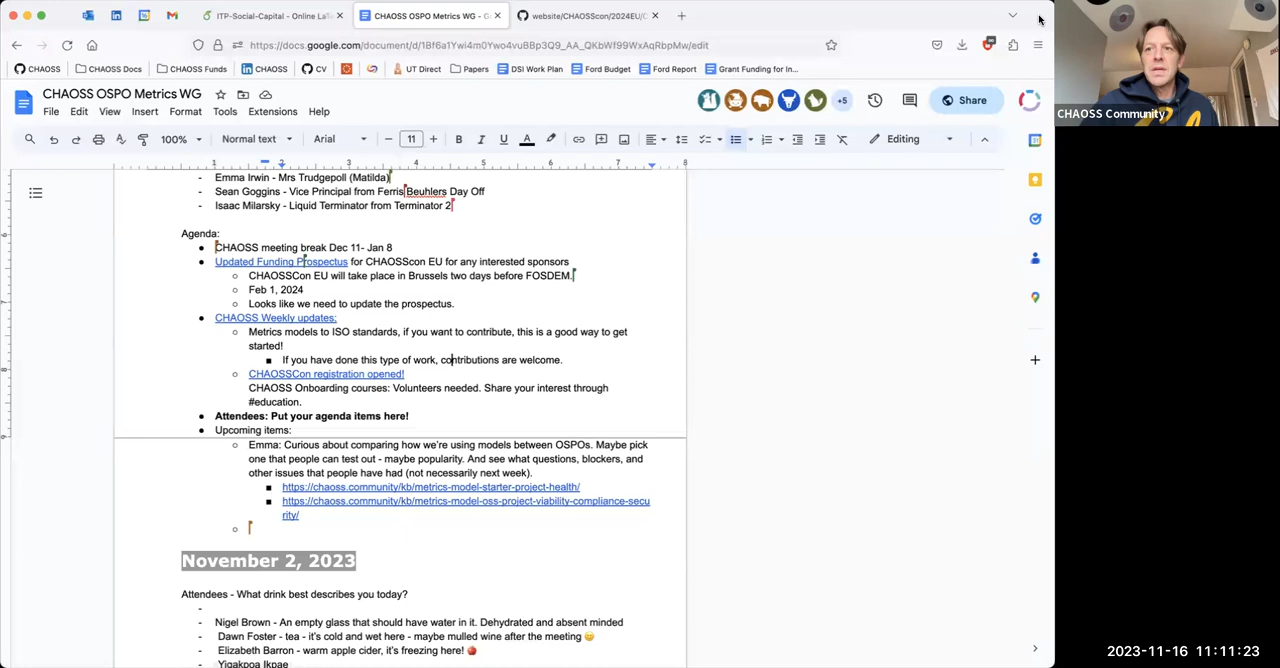 ITP-Social-Capital - Online LaTe
CHAOSS OSPO Metrics WG - G
website/CHAOSScon/2024EU/
https://docs.google.com/document/d/1Bf6a1Ywi4m0Ywo4vuBBp3Q9_AA_QKbWf99WxAqRbpMw/edit
CHAOSS
CHAOSS Docs
CHAOSS Funds
CHAOSS
CV
UT Direct
Papers
DSI Work Plan
Ford Budget
Ford Report
Grant Funding for In...
CHAOSS OSPO Metrics WG
File Edit View Insert Format Tools Extensions Help
+5
Share
100%
Normal text
Arial
11
B I U A
Editing
1 2 3 4 5 6 7 8
- Emma Irwin - Mrs Trudgepoll (Matilda)
- Sean Goggins - Vice Principal from Ferris Beuhlers Day Off
- Isaac Milarsky - Liquid Terminator from Terminator 2
Agenda:
● CHAOSS meeting break Dec 11- Jan 8
● Updated Funding Prospectus for CHAOSScon EU for any interested sponsors
○ CHAOSSCon EU will take place in Brussels two days before FOSDEM.
○ Feb 1, 2024
○ Looks like we need to update the prospectus.
● CHAOSS Weekly updates:
○ Metrics models to ISO standards, if you want to contribute, this is a good way to get
started!
■ If you have done this type of work, contributions are welcome.
○ CHAOSSCon registration opened!
CHAOSS Onboarding courses: Volunteers needed. Share your interest through
#education.
● Attendees: Put your agenda items here!
● Upcoming items:
○ Emma: Curious about comparing how we're using models between OSPOs. Maybe pick
one that people can test out - maybe popularity. And see what questions, blockers, and
other issues that people have had (not necessarily next week).
■ https://chaoss.community/kb/metrics-model-starter-project-health/
■ https://chaoss.community/kb/metrics-model-oss-project-viability-compliance-secu
rity/
○
November 2, 2023
Attendees - What drink best describes you today?
-
- Nigel Brown - An empty glass that should have water in it. Dehydrated and absent minded
- Dawn Foster - tea - it's cold and wet here - maybe mulled wine after the meeting 😀
- Elizabeth Barron - warm apple cider, it's freezing here! 🍎
- Yigakpoa Ikpae
CHAOSS Community
2023-11-16 11:11:23